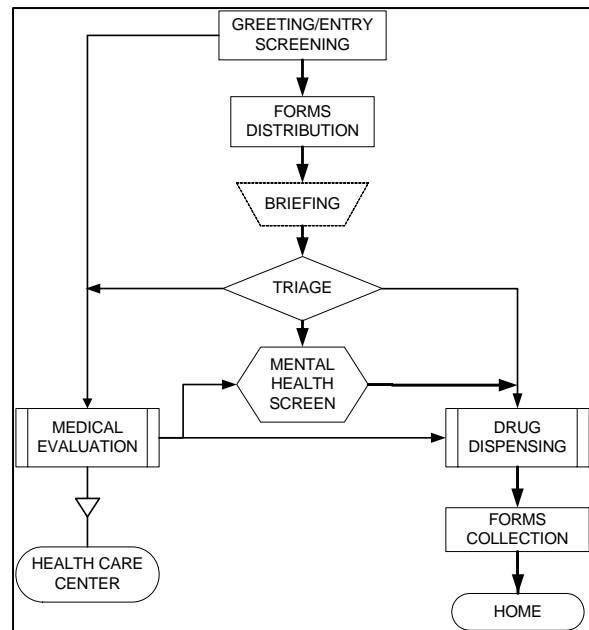 GREETING/ENTRY
SCREENING
FORMS
DISTRIBUTION
BRIEFING
TRIAGE
MENTAL
HEALTH
SCREEN
MEDICAL
EVALUATION
DRUG
DISPENSING
FORMS
COLLECTION
HEALTH CARE
CENTER
HOME